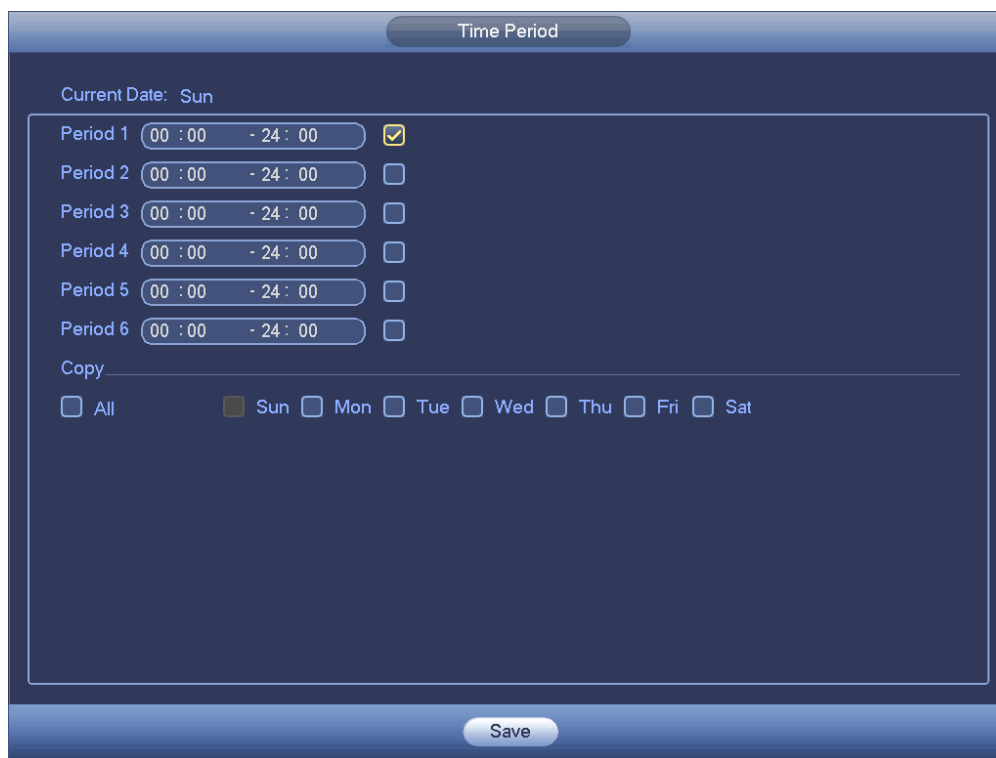 Time Period
Current Date: Sun
Period 1 00 :00 - 24 : 00
Period 2 00 :00 - 24 : 00
Period 3 00 :00 - 24 : 00
Period 4 00 :00 - 24 : 00
Period 5 00 :00 - 24 : 00
Period 6 00 :00 - 24 : 00
Copy
All Sun Mon Tue Wed Thu Fri Sat
Save